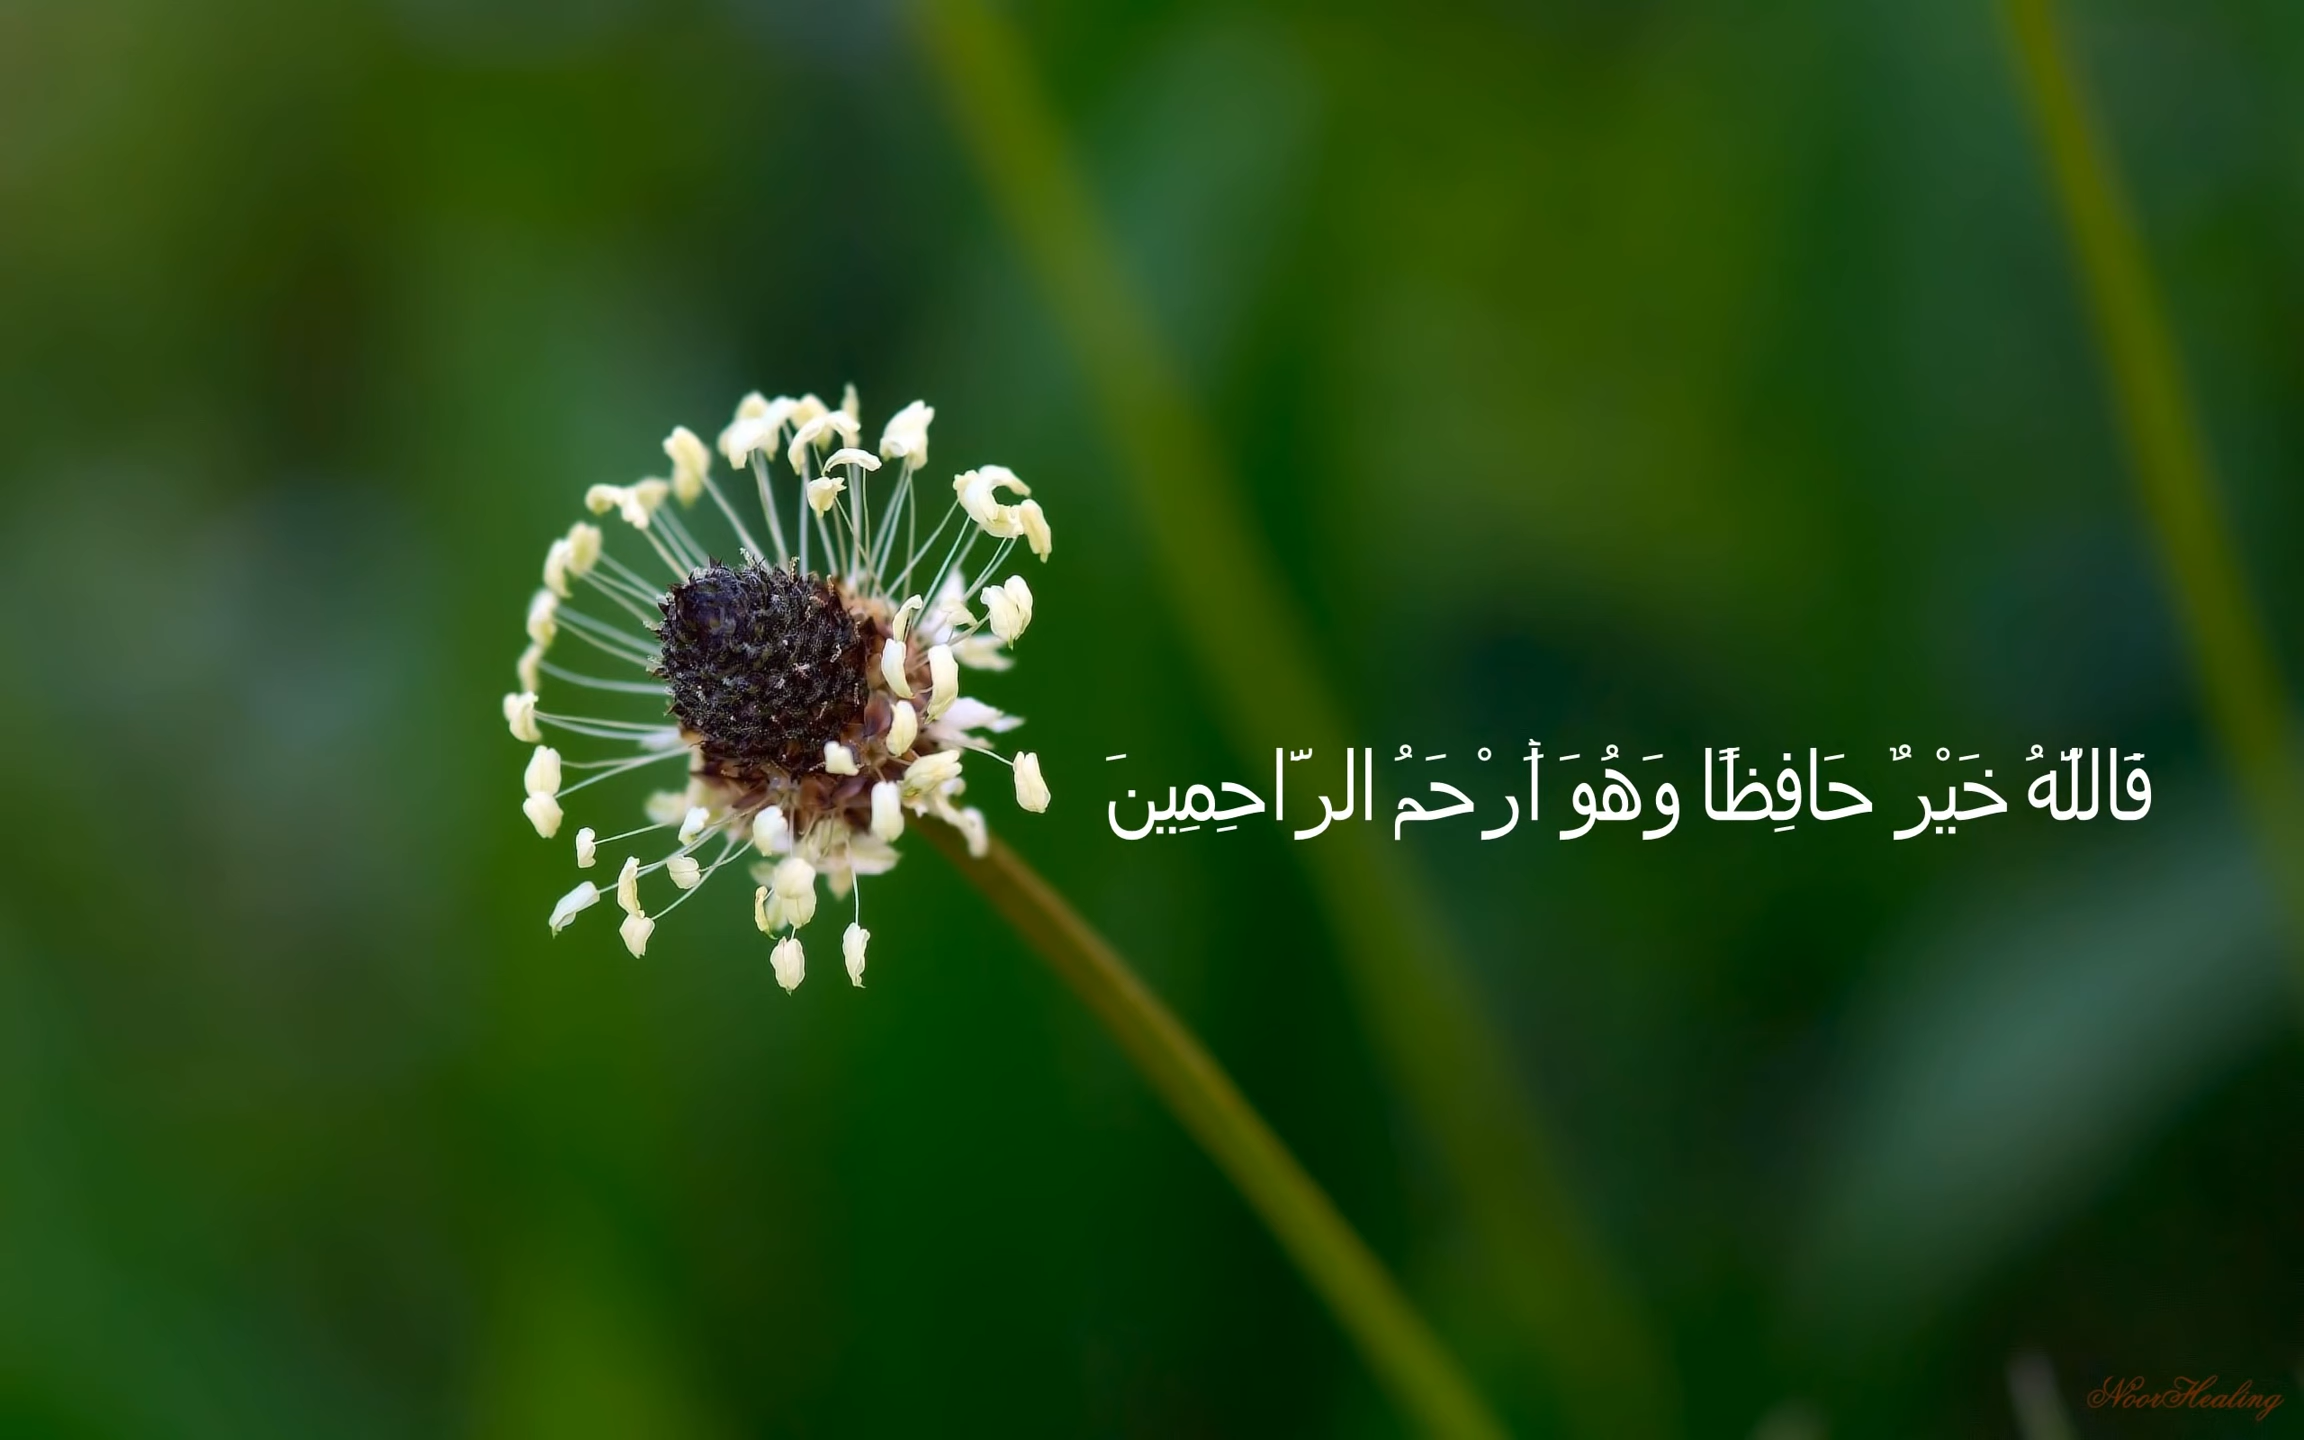 فَاللَّهُ خَيْرٌ حَافِظًا وَهُوَ أَرْحَمُ الرَّاحِمِينَ
NoorHealing